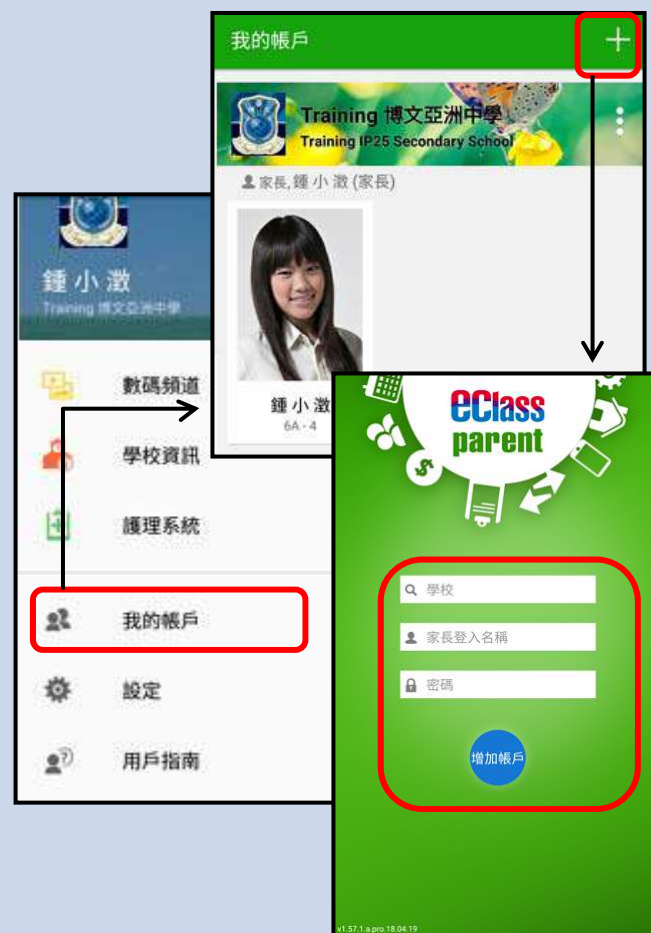 我的帳戶
Training 博文亞洲中學
Training IP25 Secondary School
家長,鍾小澂 (家長)
鍾小澂
6A - 4
鍾小澂
Training 博文亞洲中學
數碼頻道
學校資訊
護理系統
我的帳戶
設定
用戶指南
eClass
parent
學校
家長登入名稱
密碼
增加帳戶
v1.57.1.a.pro.18.04.19